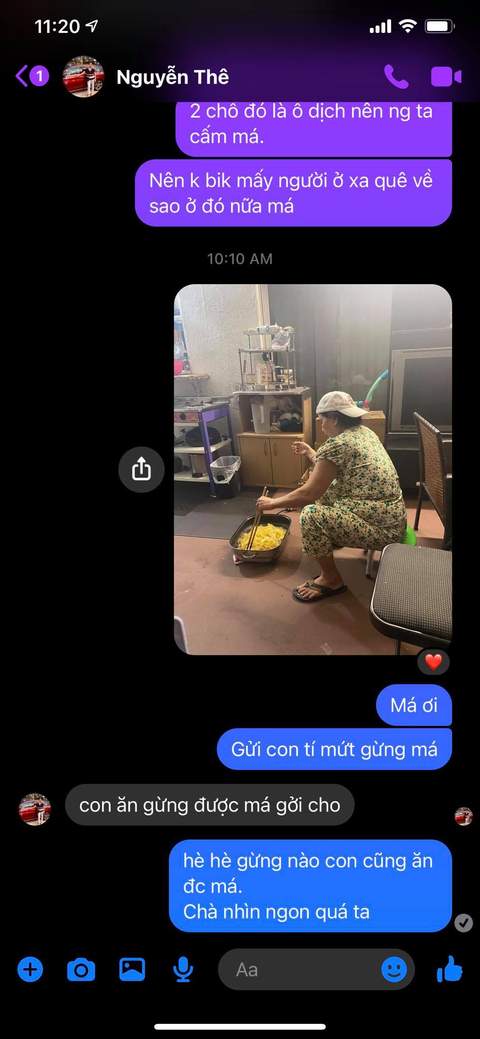 11:20
1
Nguyễn Thê
2 chỗ đó là ổ dịch nên ng ta
cấm má.
Nên k bik mấy người ở xa quê về
sao ở đó nữa má
10:10 AM
Má ơi
Gửi con tí mứt gừng má
con ăn gừng được má gởi cho
hè hè gừng nào con cũng ăn
đc má.
Chà nhìn ngon quá ta
Aa